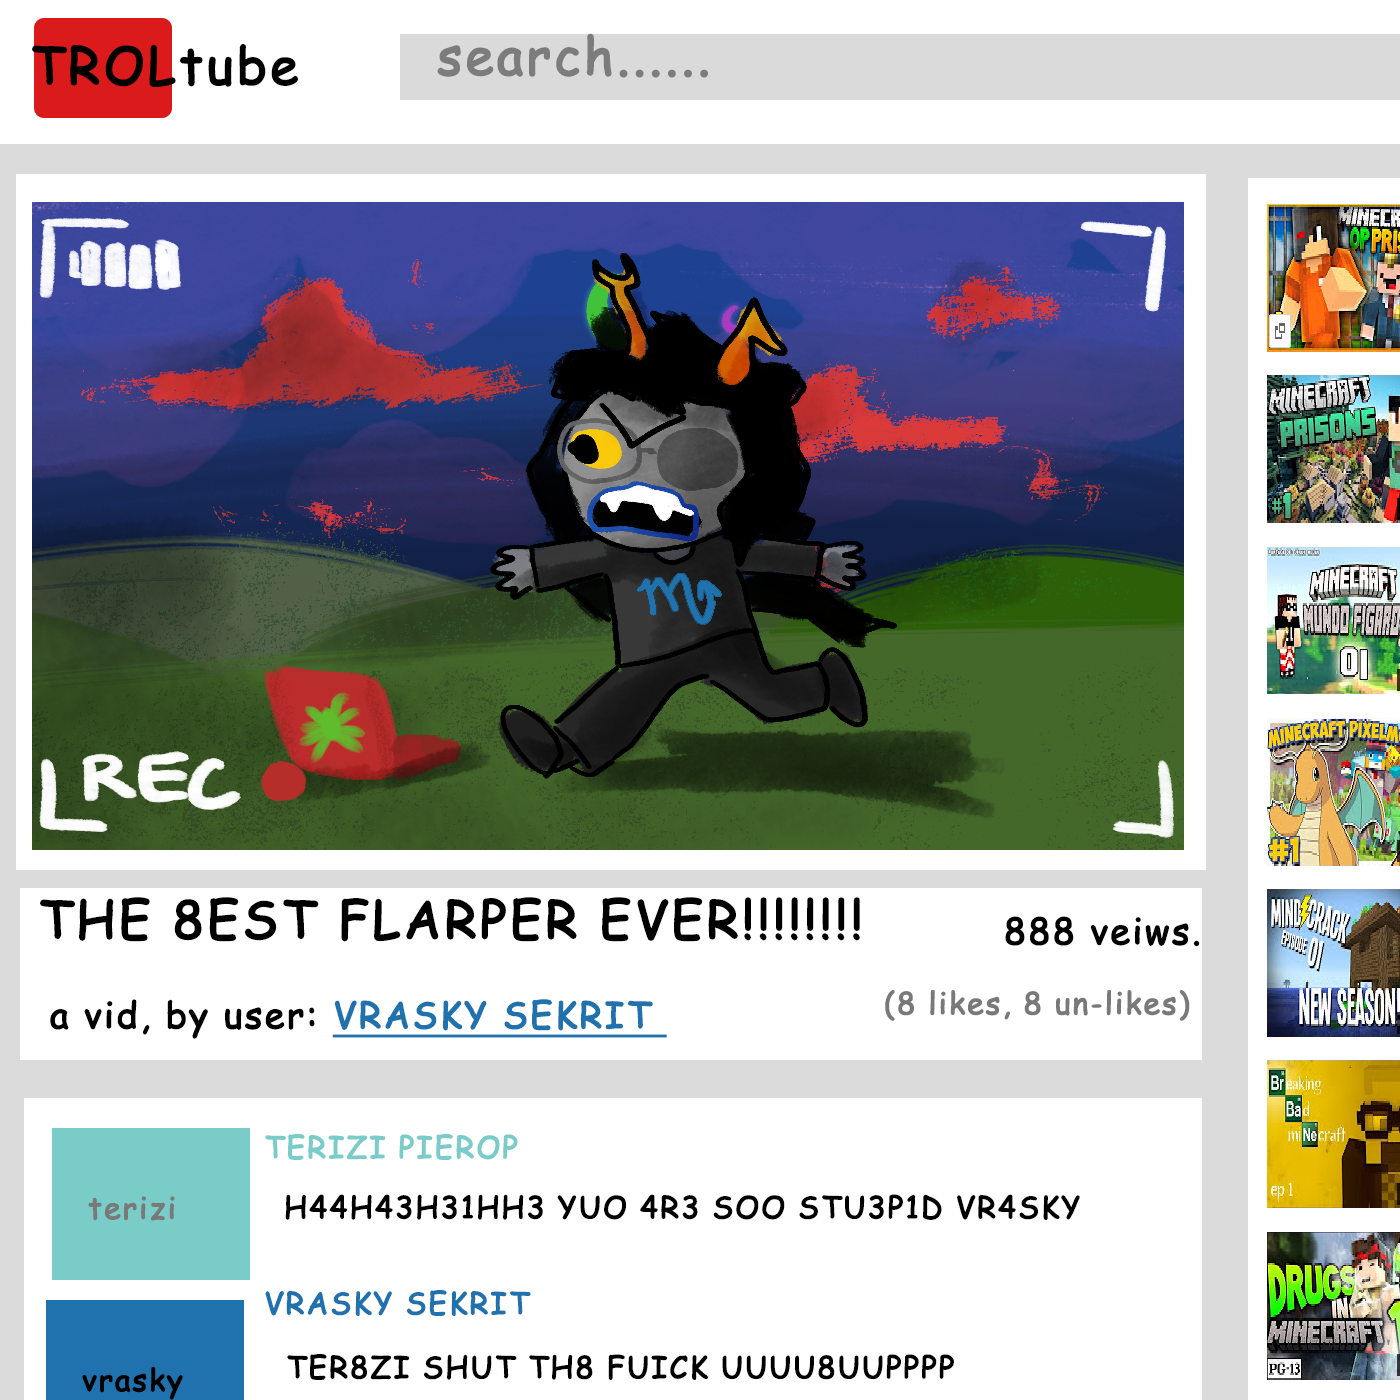 TROLtube
search......
REC
THE 8EST FLARPER EVER!!!!!!!!
888 veiws.
a vid, by user: VRASKY SEKRIT
(8 likes, 8 un-likes)
terizi
TERIZI PIEROP
H44H43H31HH3 YUO 4R3 SOO STU3P1D VR4SKY
vrasky
VRASKY SEKRIT
TER8ZI SHUT TH8 FUICK UUUU8UUPPPP
MINECR
OP PRIS
MINECRAFT
PRISONS
#1
MINECRAFT
MUNDO FIGARO
01
MINECRAFT PIXELM
#1
MINDCRACK
EPISODE 01
NEW SEASON
Breaking
Bad
miNecraft
ep 1
DRUGS
IN
MINECRAFT
PG-13